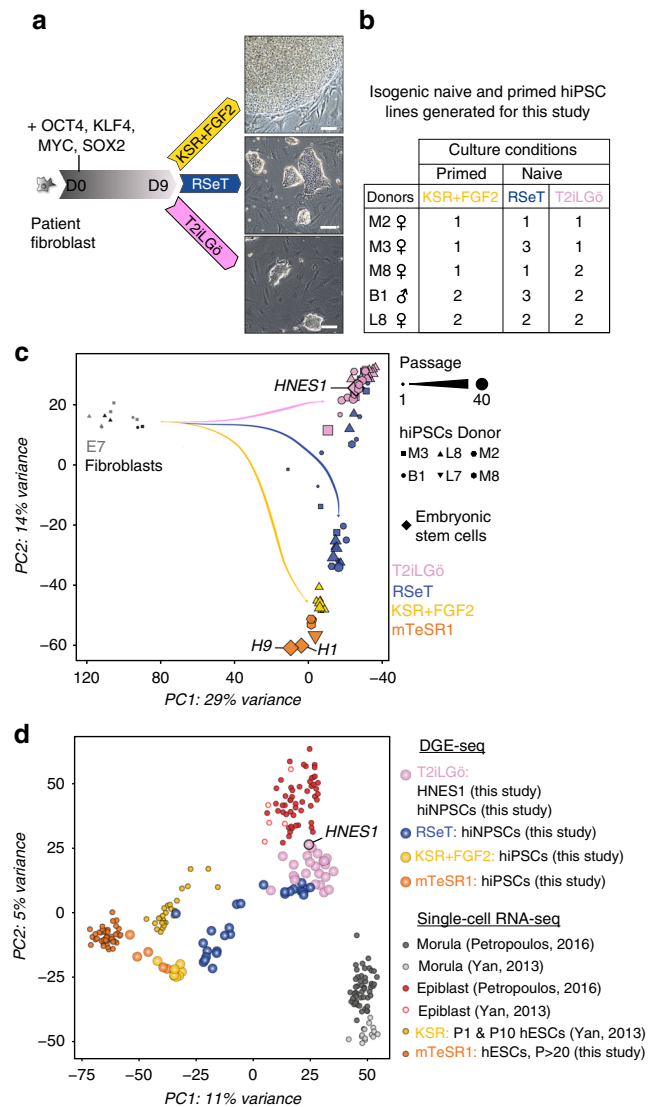 a
+ OCT4, KLF4,
MYC, SOX2
D0
D9
Patient
fibroblast
KSR+FGF2
RSeT
T2iLGö
b
Isogenic naive and primed hiPSC
lines generated for this study
Culture conditions
Primed Naive
Donors KSR+FGF2 RSeT T2iLGö
M2 ♀ 1 1 1
M3 ♀ 1 3 1
M8 ♀ 1 1 2
B1 ♂ 2 3 2
L8 ♀ 2 2 2
c
PC2: 14% variance
20
0
−20
−40
−60
120 80 40 0 −40
PC1: 29% variance
E7
Fibroblasts
HNES1
H9
H1
Passage
1 40
hiPSCs Donor
M3 L8 M2
B1 L7 M8
Embryonic
stem cells
T2iLGö
RSeT
KSR+FGF2
mTeSR1
d
PC2: 5% variance
50
25
0
−25
−50
−75 −50 −25 0 25 50
PC1: 11% variance
HNES1
DGE-seq
T2iLGö:
HNES1 (this study)
hiNPSCs (this study)
RSeT: hiNPSCs (this study)
KSR+FGF2: hiPSCs (this study)
mTeSR1: hiPSCs (this study)
Single-cell RNA-seq
Morula (Petropoulos, 2016)
Morula (Yan, 2013)
Epiblast (Petropoulos, 2016)
Epiblast (Yan, 2013)
KSR: P1 & P10 hESCs (Yan, 2013)
mTeSR1: hESCs, P>20 (this study)